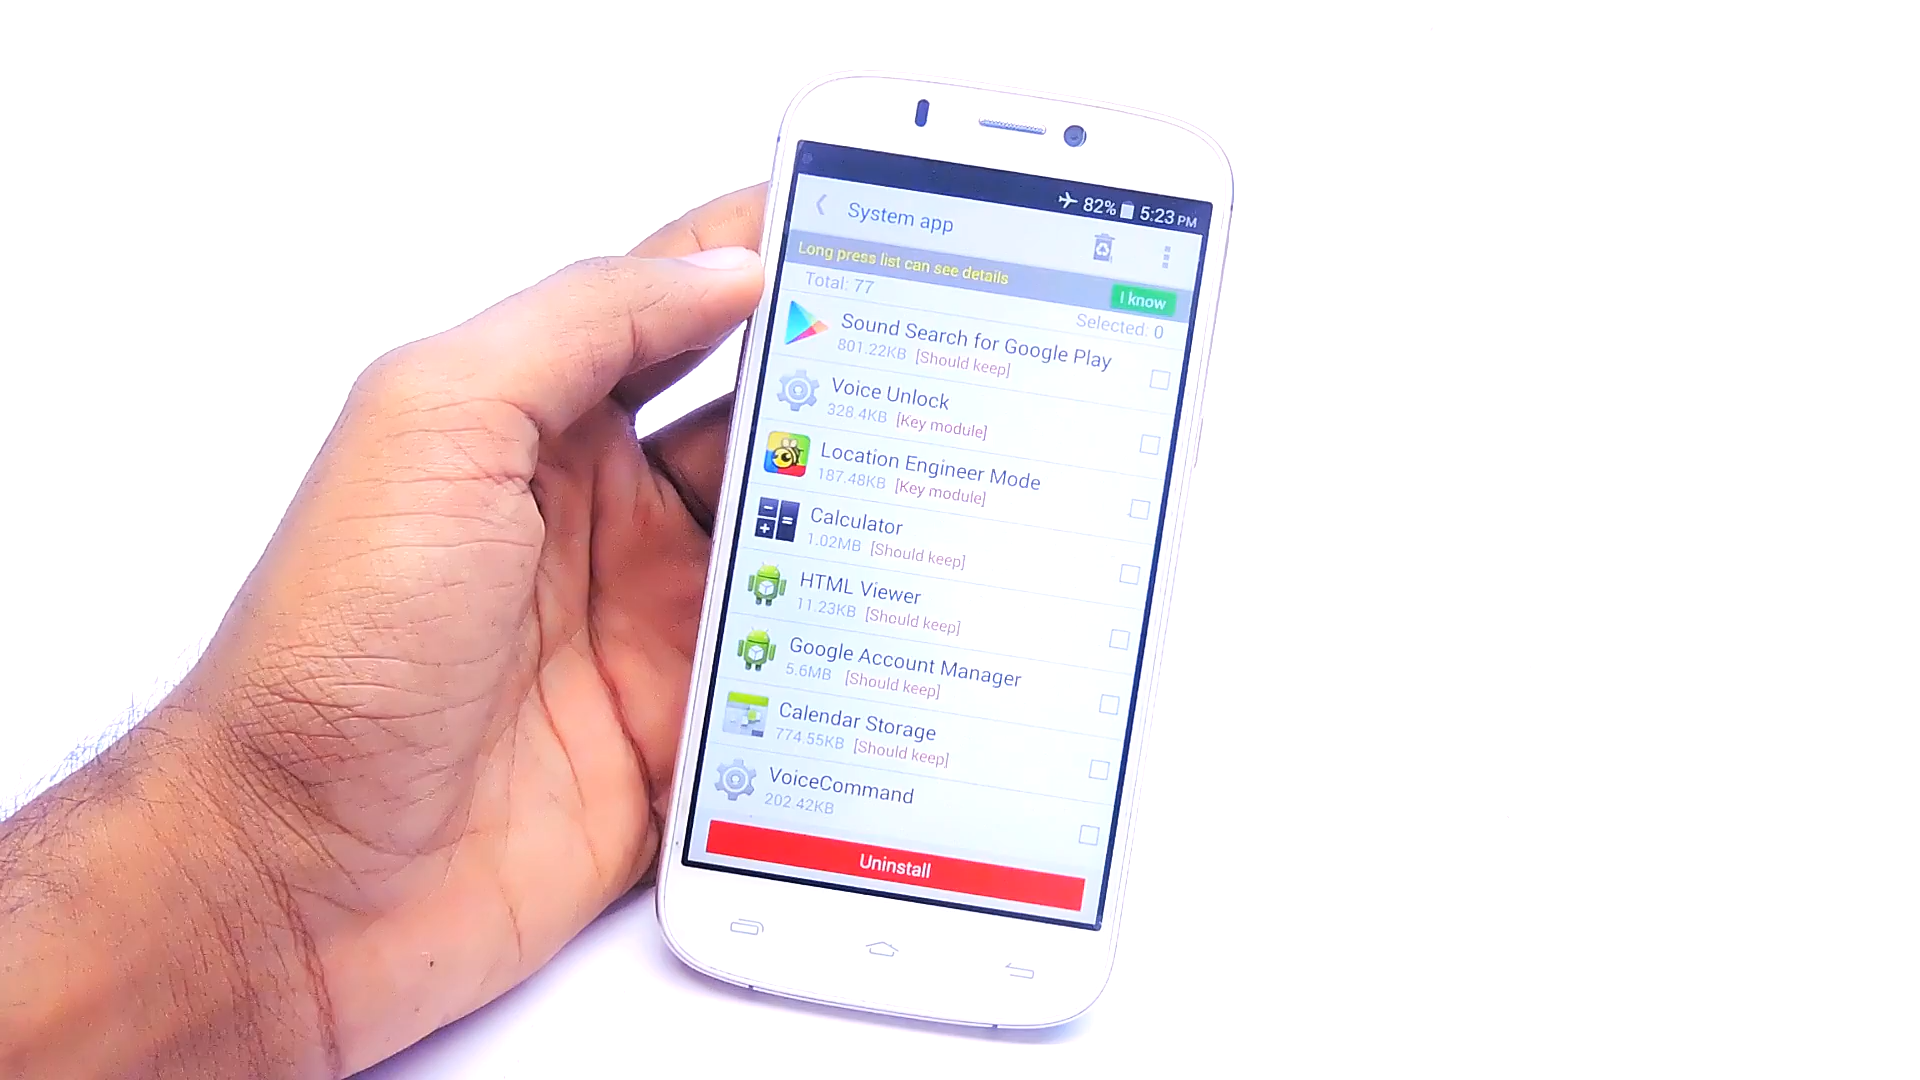 82% 5:23 PM
System app
Long press list can see details
I know
Total: 77
Selected: 0
Sound Search for Google Play
801.22KB [Should keep]
Voice Unlock
328.4KB [Key module]
Location Engineer Mode
187.48KB [Key module]
Calculator
1.02MB [Should keep]
HTML Viewer
11.23KB [Should keep]
Google Account Manager
5.6MB [Should keep]
Calendar Storage
774.55KB [Should keep]
VoiceCommand
202.42KB
Uninstall